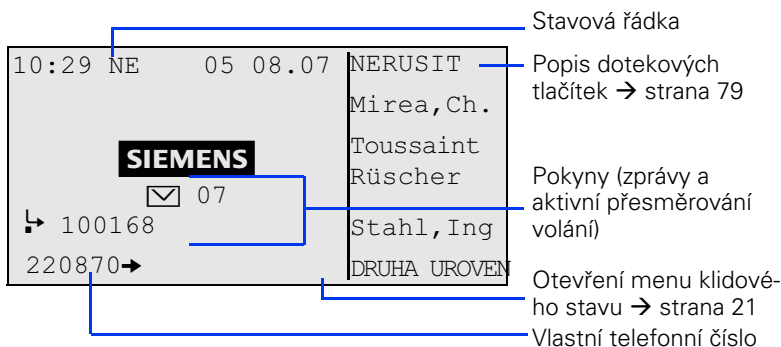 Stavová řádka
10:29 NE 05 08.07
NERUSIT
Popis dotekových
tlačítek → strana 79
Mirea,Ch.
Toussaint
SIEMENS
Rüscher
07
Pokyny (zprávy a
aktivní přesměrování
volání)
100168
Stahl,Ing
220870→
DRUHA UROVEN
Otevření menu klidové-
ho stavu → strana 21
Vlastní telefonní číslo